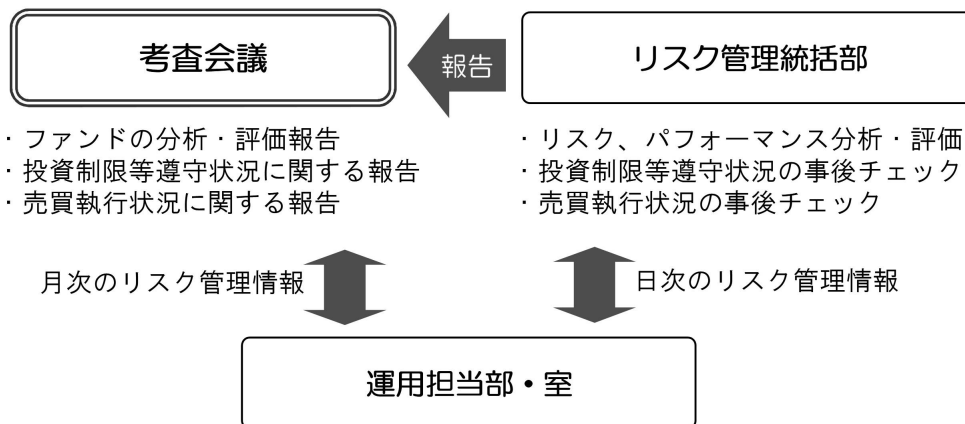 考査会議
報告
リスク管理統括部
・ファンドの分析・評価報告
・投資制限等遵守状況に関する報告
・売買執行状況に関する報告
・リスク、パフォーマンス分析・評価
・投資制限等遵守状況の事後チェック
・売買執行状況の事後チェック
月次のリスク管理情報
日次のリスク管理情報
運用担当部・室